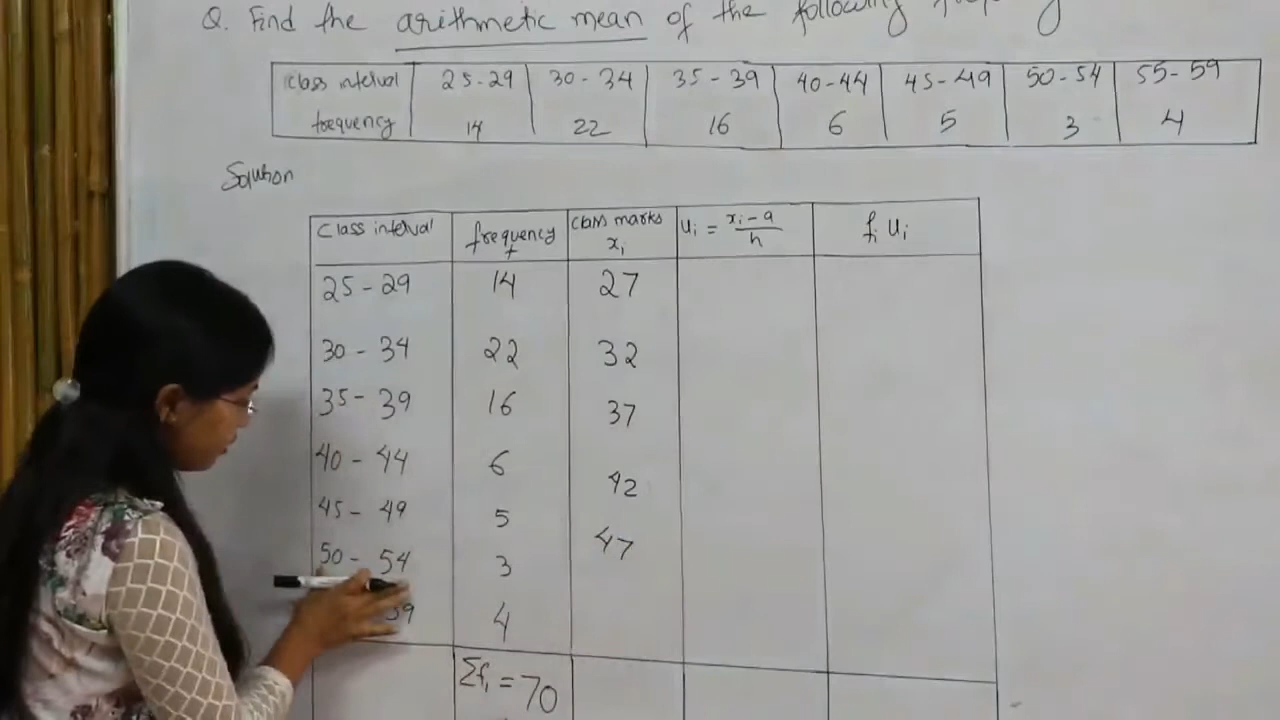 Q. Find the arithmetic mean of the following
Class interval 25-29 30-34 35-39 40-44 45-49 50-54 55-59
frequency 14 22 16 6 5 3 4
Solution
Class interval frequency f Class marks xᵢ uᵢ = (xᵢ - a)/h fᵢ uᵢ
25-29 14 27
30-34 22 32
35-39 16 37
40-44 6 42
45-49 5 47
50-54 3
59 4
Σfᵢ = 70